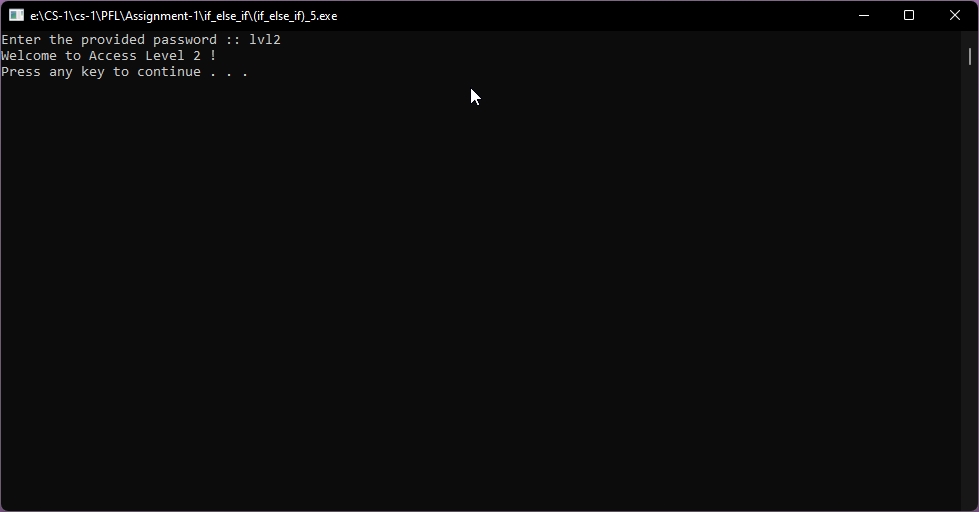 e:\CS-1\cs-1\PFL\Assignment-1\if_else_if\(if_else_if)_5.exe
Enter the provided password :: lvl2
Welcome to Access Level 2 !
Press any key to continue . . .